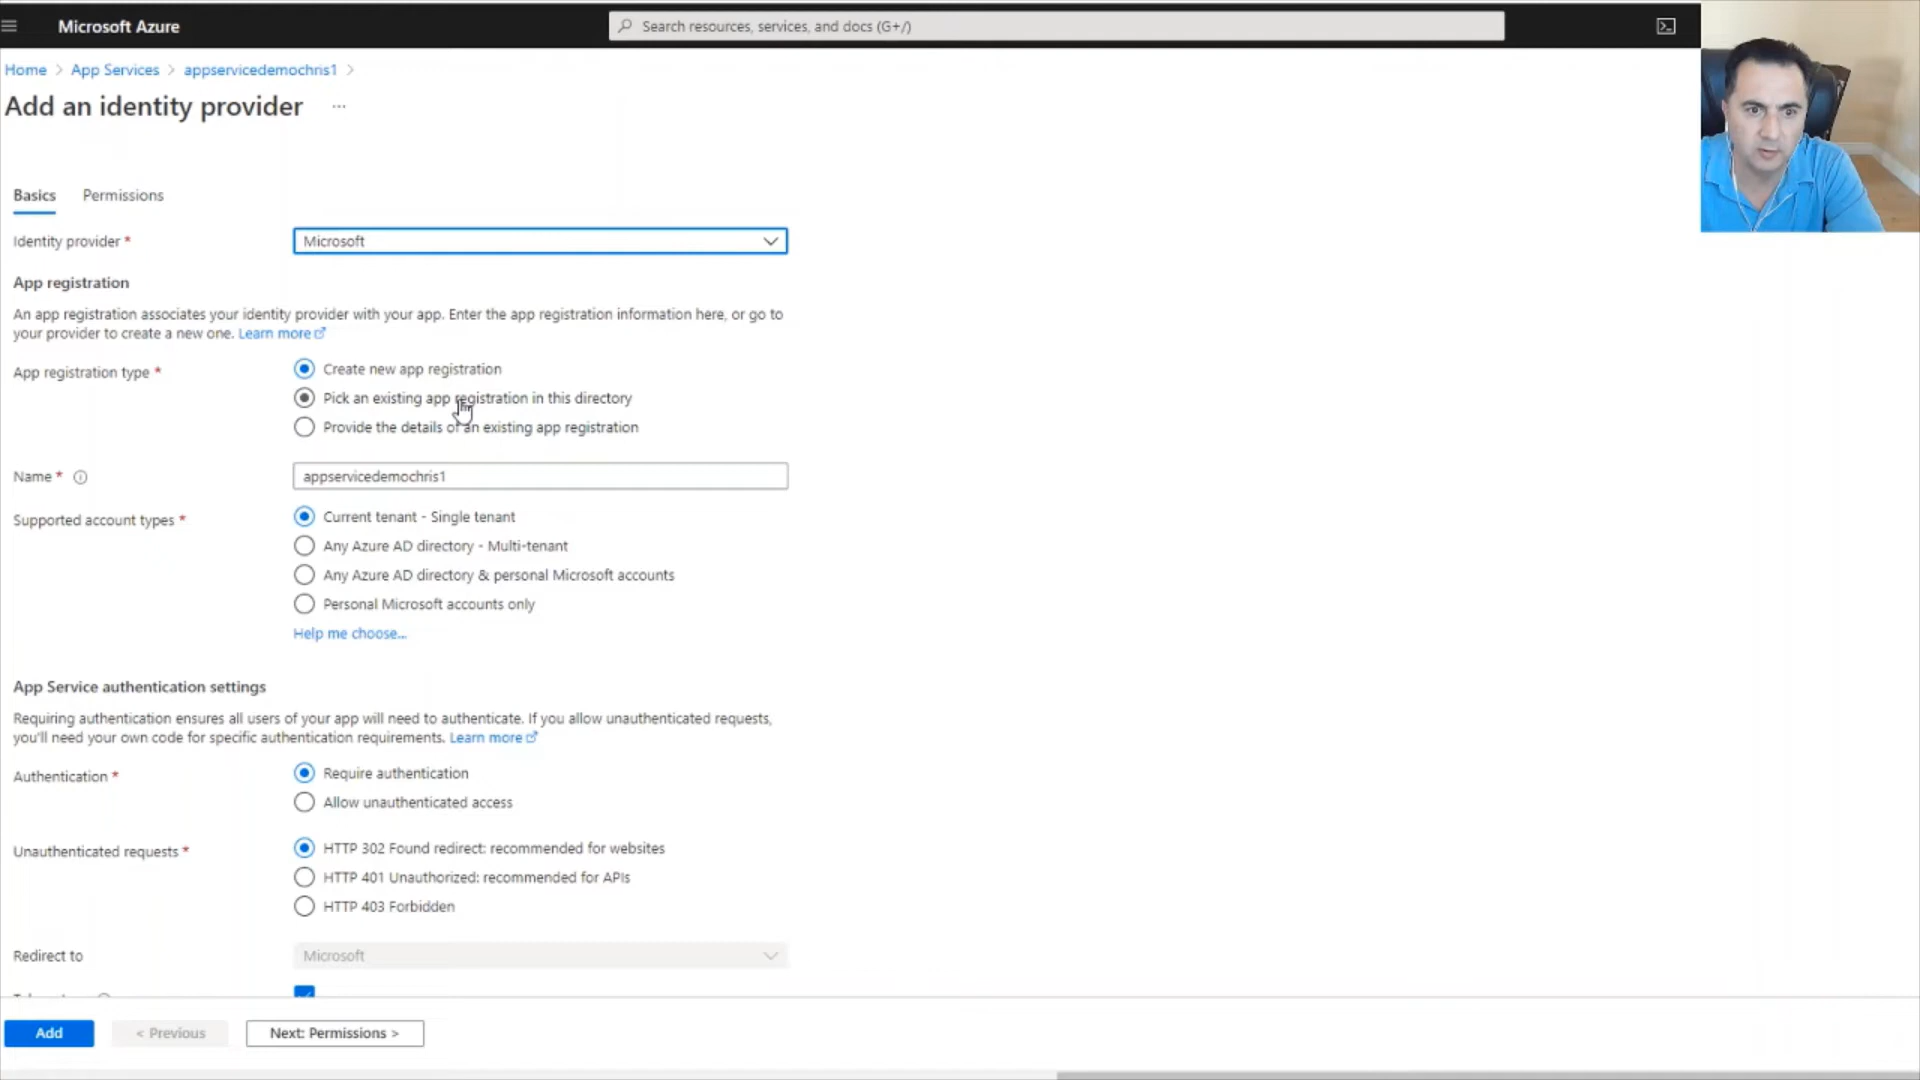 Microsoft Azure
Search resources, services, and docs (G+/)
Home > App Services > appservicedemochris1 >
Add an identity provider ...
Basics Permissions
Identity provider *
Microsoft
App registration
An app registration associates your identity provider with your app. Enter the app registration information here, or go to
your provider to create a new one. Learn more
App registration type *
Create new app registration
Pick an existing app registration in this directory
Provide the details of an existing app registration
Name *
appservicedemochris1
Supported account types *
Current tenant - Single tenant
Any Azure AD directory - Multi-tenant
Any Azure AD directory & personal Microsoft accounts
Personal Microsoft accounts only
Help me choose...
App Service authentication settings
Requiring authentication ensures all users of your app will need to authenticate. If you allow unauthenticated requests,
you'll need your own code for specific authentication requirements. Learn more
Authentication *
Require authentication
Allow unauthenticated access
Unauthenticated requests *
HTTP 302 Found redirect: recommended for websites
HTTP 401 Unauthorized: recommended for APIs
HTTP 403 Forbidden
Redirect to
Microsoft
Add
< Previous
Next: Permissions >